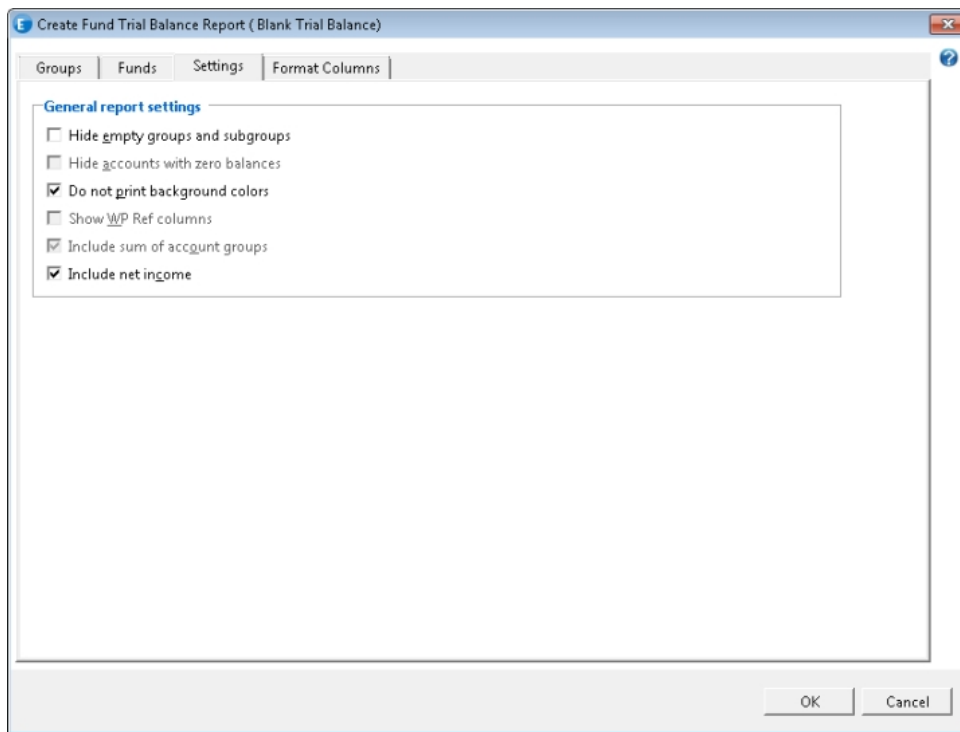 E Create Fund Trial Balance Report ( Blank Trial Balance)
?
Groups Funds Settings Format Columns
General report settings
Hide empty groups and subgroups
Hide accounts with zero balances
Do not print background colors
Show WP Ref columns
Include sum of account groups
Include net income
OK Cancel